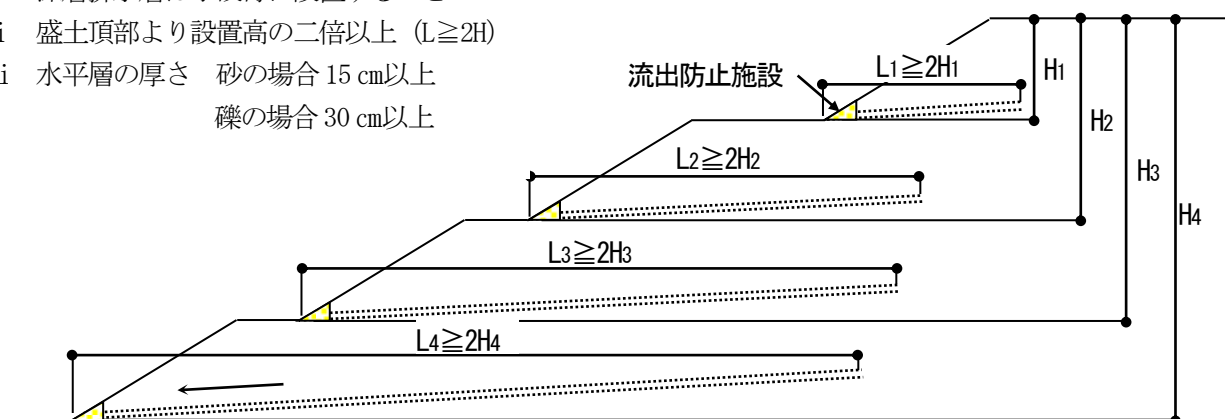 i 盛土頂部より設置高の二倍以上 (L≧2H)
i 水平層の厚さ 砂の場合 15 cm以上
礫の場合 30 cm以上
流出防止施設
L1≧2H1
H1
H2
L2≧2H2
H3
H4
L3≧2H3
L4≧2H4